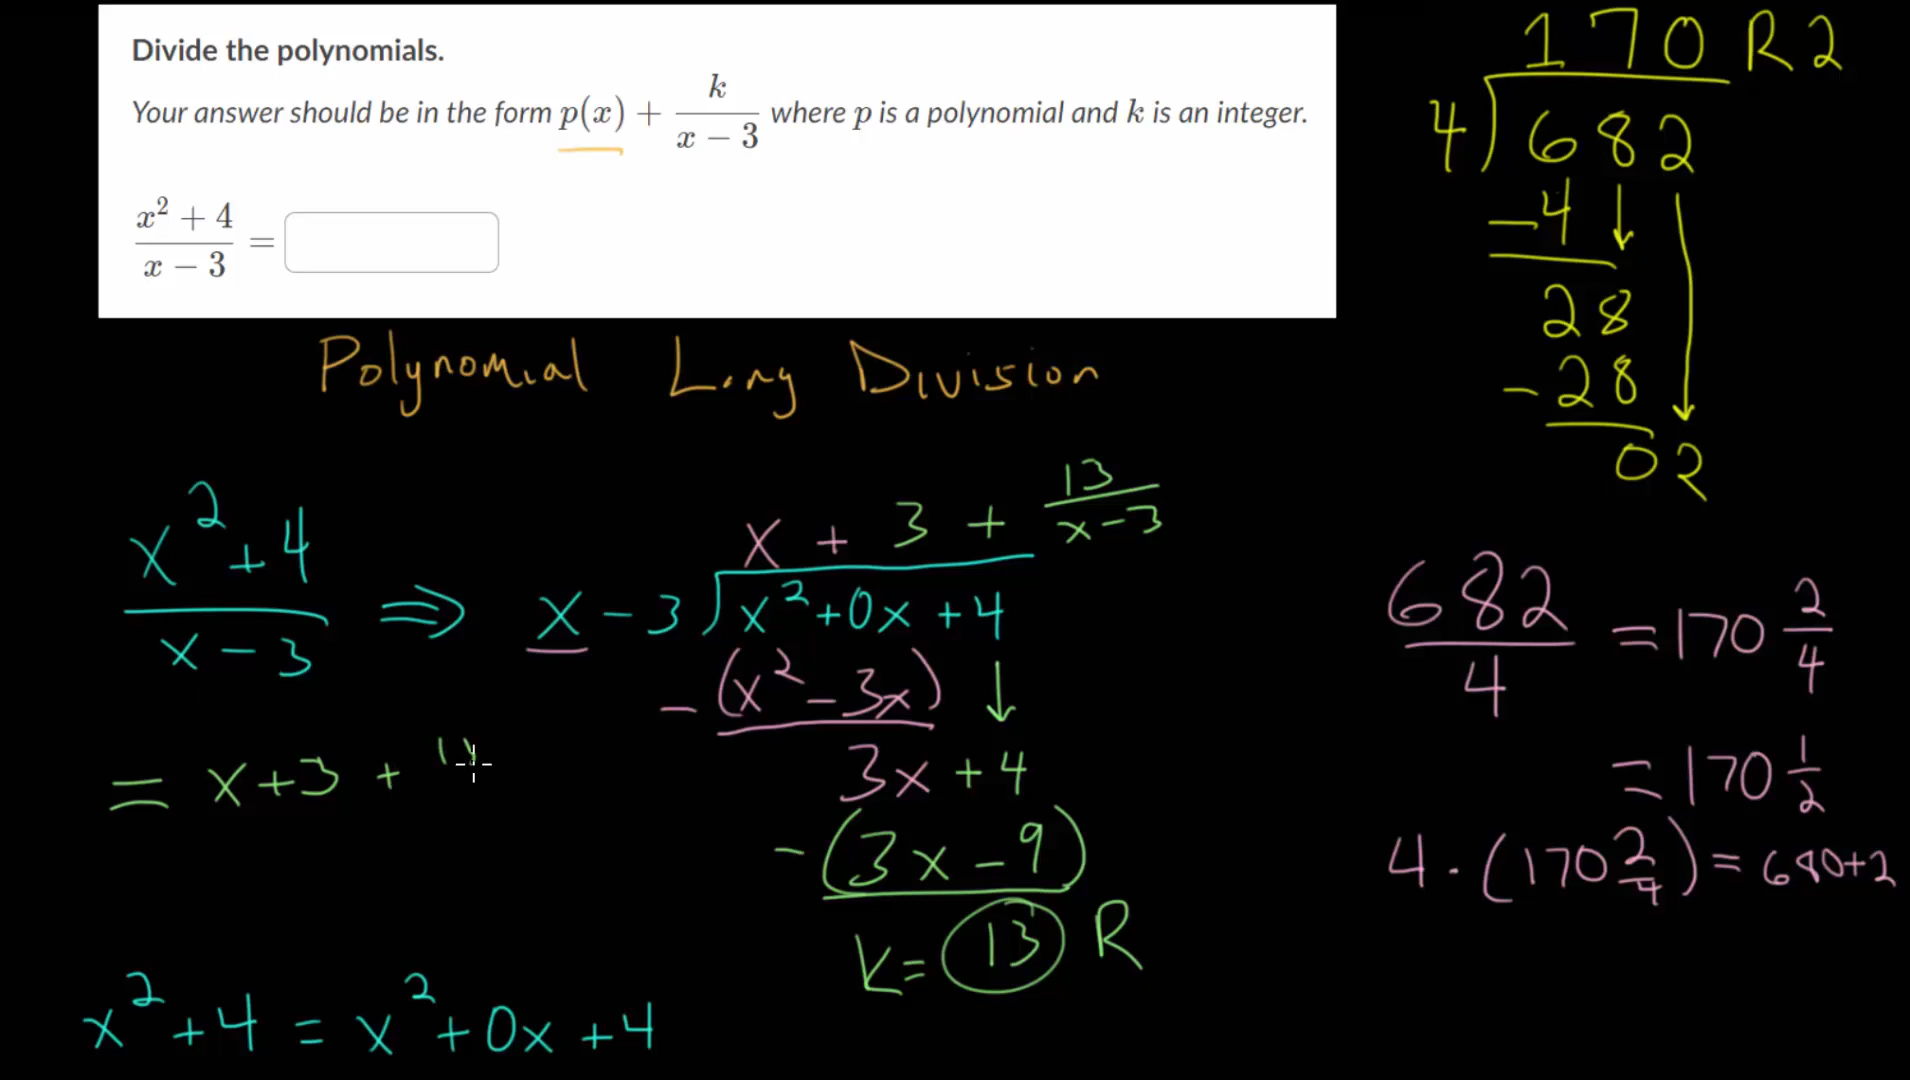 Divide the polynomials.
Your answer should be in the form p(x) + k/(x − 3) where p is a polynomial and k is an integer.
(x² + 4)/(x − 3) =
Polynomial Long Division
(x² + 4)/(x − 3) ⇒
x + 3 + 13/(x − 3)
x − 3 ) x² + 0x + 4
− (x² − 3x) ↓
3x + 4
− (3x − 9)
k = 13 R
= x + 3 +
x² + 4 = x² + 0x + 4
170 R 2
4 ) 682
− 4 ↓
28
− 28
02
682/4 = 170 2/4
= 170 1/2
4 · (170 2/4) = 680 + 2